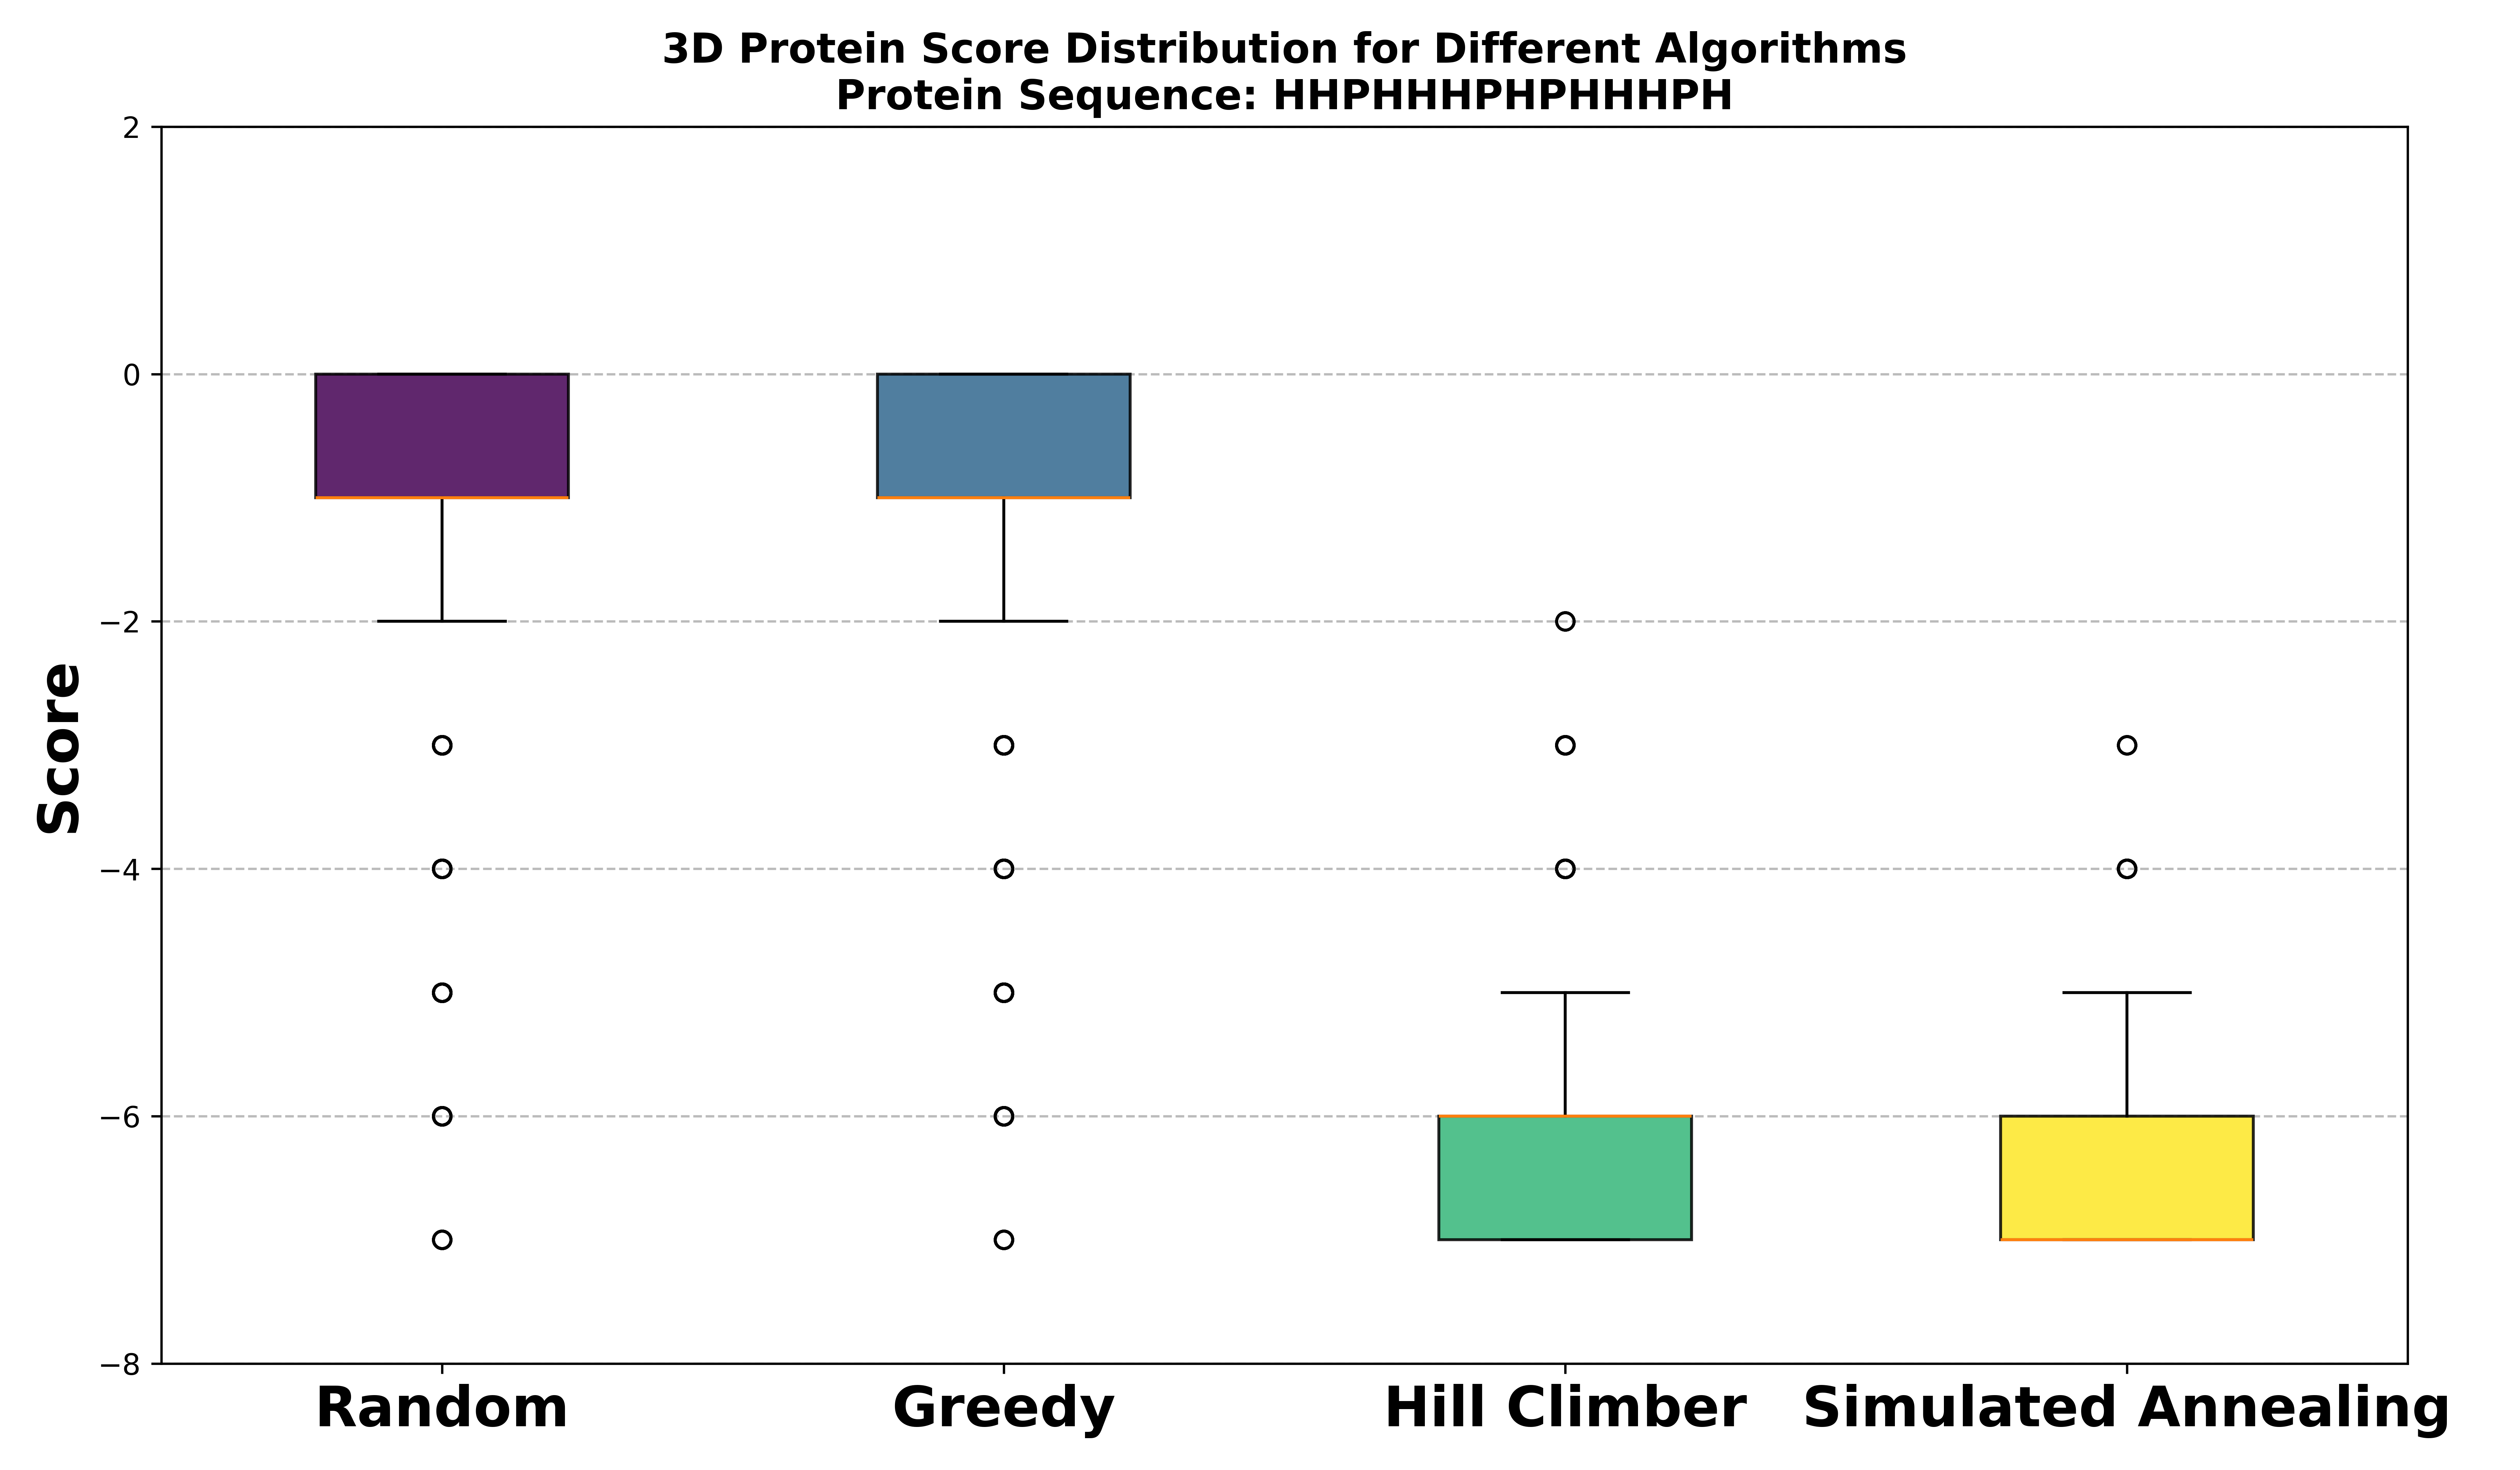 3D Protein Score Distribution for Different Algorithms
Protein Sequence: HHPHHHPHPHHHPH
2
0
−2
−4
−6
−8
Score
Random
Greedy
Hill Climber
Simulated Annealing